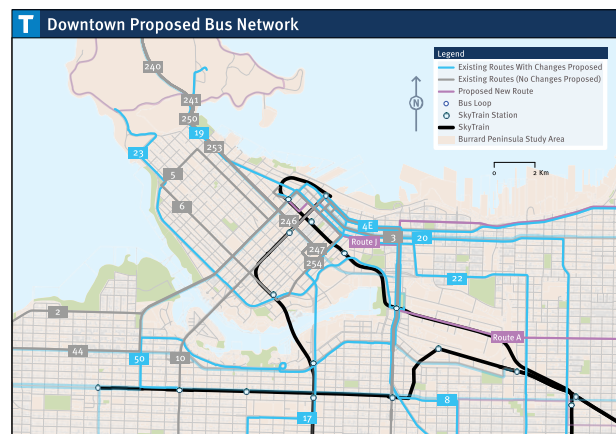 T Downtown Proposed Bus Network
Legend
Existing Routes With Changes Proposed
Existing Routes (No Changes Proposed)
Proposed New Route
Bus Loop
SkyTrain Station
SkyTrain
Burrard Peninsula Study Area
N
0 2 Km
240
241
250
19
253
23
5
6
246
4E
247
Route J
3
20
254
22
2
Route A
44
50
10
8
17